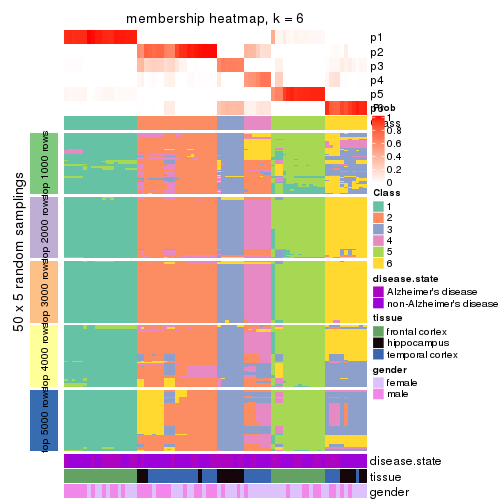 membership heatmap, k = 6
p1
p2
p3
p4
p5
p6
Prob
1
0.8
0.6
0.4
0.2
0
Class
Class
1
2
3
4
5
6
disease.state
Alzheimer's disease
non-Alzheimer's disease
tissue
frontal cortex
hippocampus
temporal cortex
gender
female
male
50 x 5 random samplings
top 1000 rows
top 2000 rows
top 3000 rows
top 4000 rows
top 5000 rows
disease.state
tissue
gender